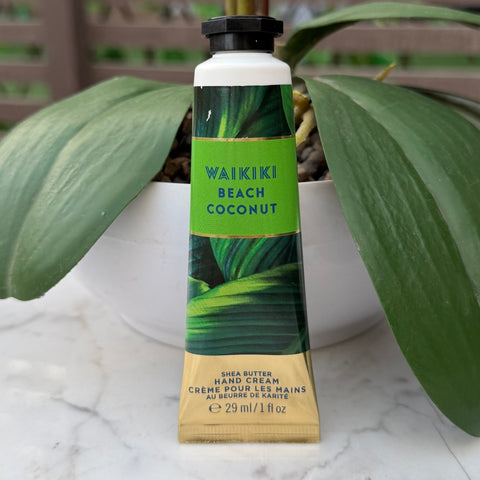 WAIKIKI
BEACH
COCONUT
SHEA BUTTER
HAND CREAM
CRÈME POUR LES MAINS
AU BEURRE DE KARITÉ
℮ 29 ml/1 fl oz